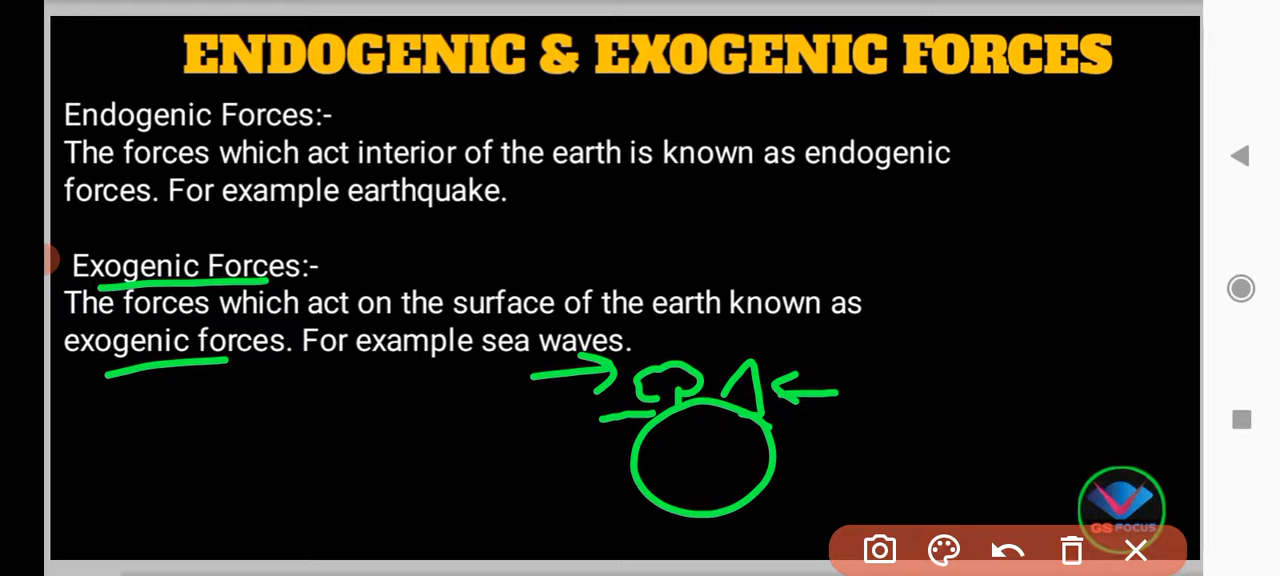 ENDOGENIC & EXOGENIC FORCES
Endogenic Forces:-
The forces which act interior of the earth is known as endogenic
forces. For example earthquake.
Exogenic Forces:-
The forces which act on the surface of the earth known as
exogenic forces. For example sea waves.
GS FOCUS